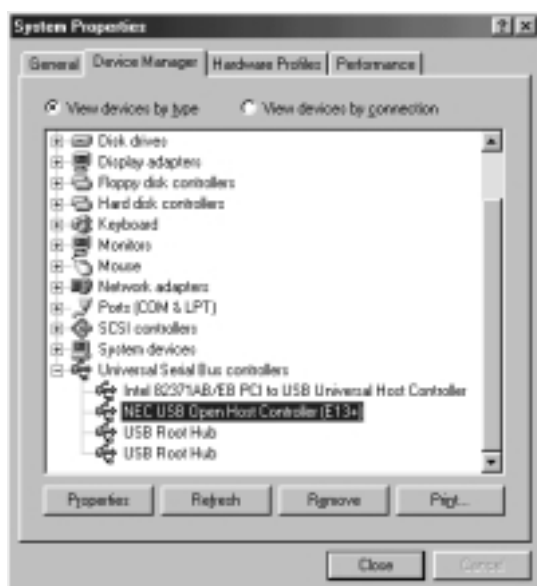 System Properties
General Device Manager Hardware Profiles Performance
View devices by type View devices by connection
Disk drives
Display adapters
Floppy disk controllers
Hard disk controllers
Keyboard
Monitors
Mouse
Network adapters
Ports (COM & LPT)
SCSI controllers
System devices
Universal Serial Bus controllers
Intel 82371AB/EB PCI to USB Universal Host Controller
NEC USB Open Host Controller (E13+)
USB Root Hub
USB Root Hub
Properties Refresh Remove Print...
Close Cancel